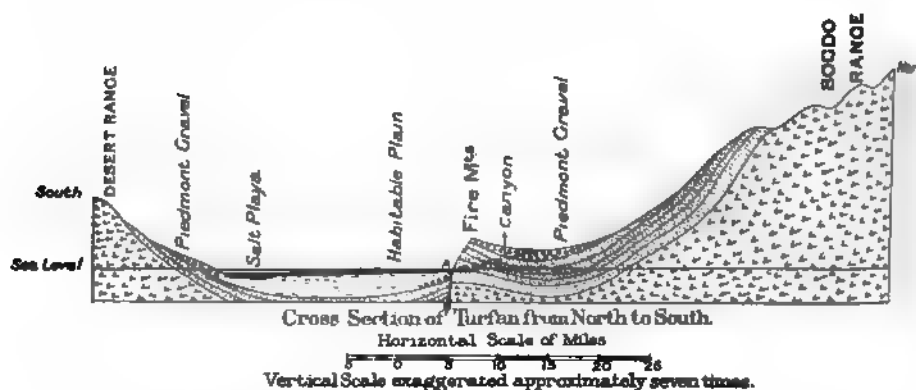 BOGDO
RANGE
DESERT RANGE
Piedmont Gravel
Salt Playa
Habitable Plain
Fire Mts
Canyon
Piedmont Gravel
South
Sea Level
Cross Section of Turfan from North to South.
Horizontal Scale of Miles
5 0 5 10 15 20 25
Vertical Scale exaggerated approximately seven times.